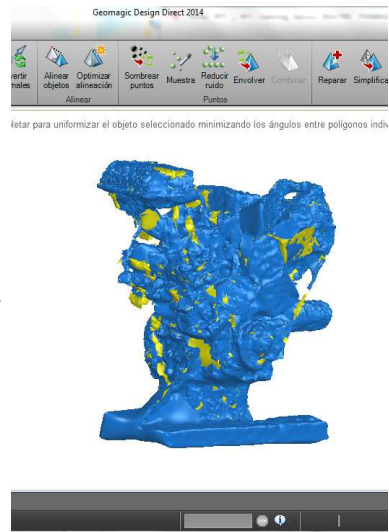 Geomagic Design Direct 2014
ertir
males
Alinear
objetos
Optimizar
alineación
Sombrear
puntos
Muestra
Reducir
ruido
Envolver
Combinar
Reparar
Simplifica
Alinear
Puntos
letar para uniformizar el objeto seleccionado minimizando los ángulos entre polígonos indiv